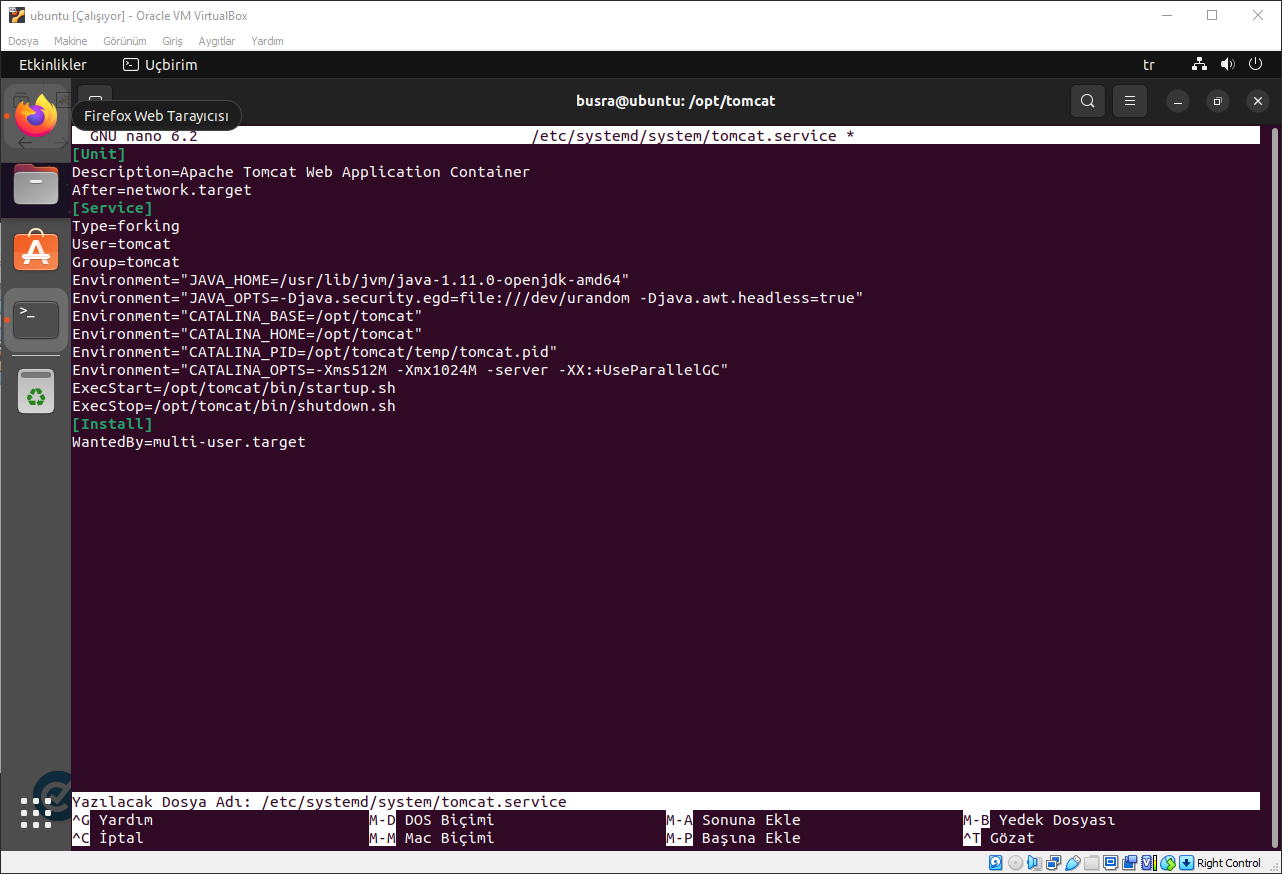 ubuntu [Çalışıyor] - Oracle VM VirtualBox
Dosya Makine Görünüm Giriş Aygıtlar Yardım
Etkinlikler Uçbirim tr
busra@ubuntu: /opt/tomcat
Firefox Web Tarayıcısı
GNU nano 6.2 /etc/systemd/system/tomcat.service *
[Unit]
Description=Apache Tomcat Web Application Container
After=network.target
[Service]
Type=forking
User=tomcat
Group=tomcat
Environment="JAVA_HOME=/usr/lib/jvm/java-1.11.0-openjdk-amd64"
Environment="JAVA_OPTS=-Djava.security.egd=file:///dev/urandom -Djava.awt.headless=true"
Environment="CATALINA_BASE=/opt/tomcat"
Environment="CATALINA_HOME=/opt/tomcat"
Environment="CATALINA_PID=/opt/tomcat/temp/tomcat.pid"
Environment="CATALINA_OPTS=-Xms512M -Xmx1024M -server -XX:+UseParallelGC"
ExecStart=/opt/tomcat/bin/startup.sh
ExecStop=/opt/tomcat/bin/shutdown.sh
[Install]
WantedBy=multi-user.target
Yazılacak Dosya Adı: /etc/systemd/system/tomcat.service
^G Yardım M-D DOS Biçimi M-A Sonuna Ekle M-B Yedek Dosyası
^C İptal M-M Mac Biçimi M-P Başına Ekle ^T Gözat
Right Control